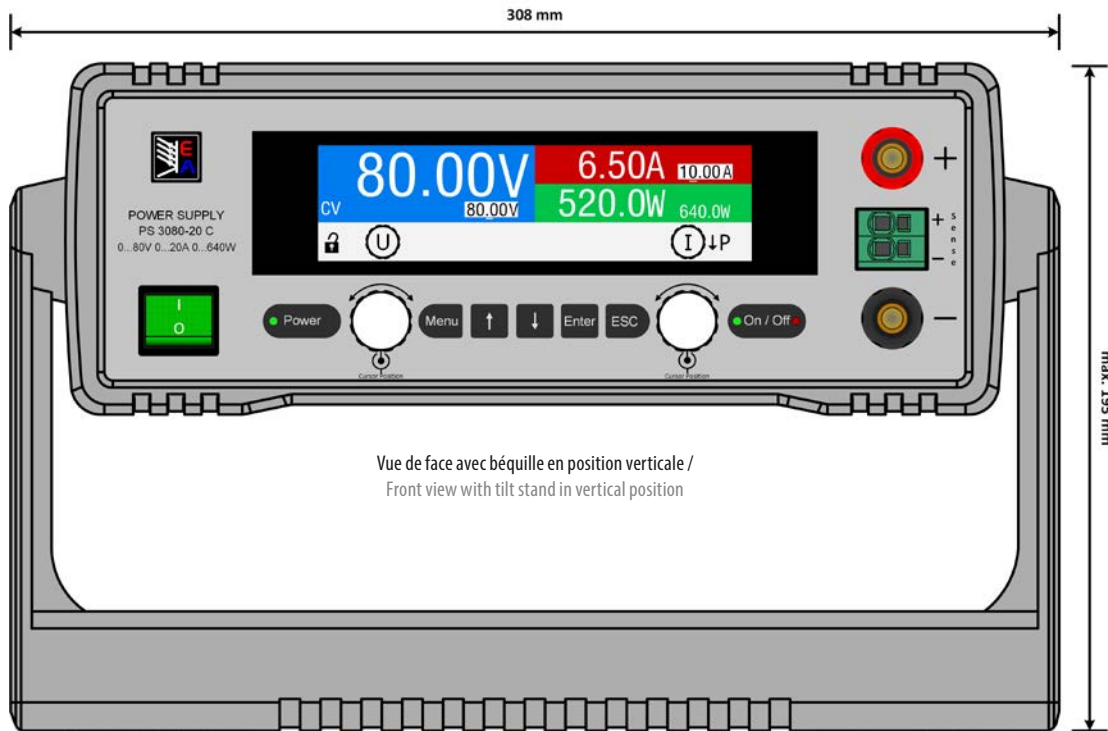 308 mm
max. 195 mm
EA
POWER SUPPLY
PS 3080-20 C
0...80V 0...20A 0...640W
80.00V
CV
80.00V
6.50A
10.00A
520.0W
640.0W
U
I ↓P
+
+
sense
−
−
I
O
Power
Menu
↑
↓
Enter
ESC
On / Off
Cursor Position
Cursor Position
Vue de face avec béquille en position verticale /
Front view with tilt stand in vertical position